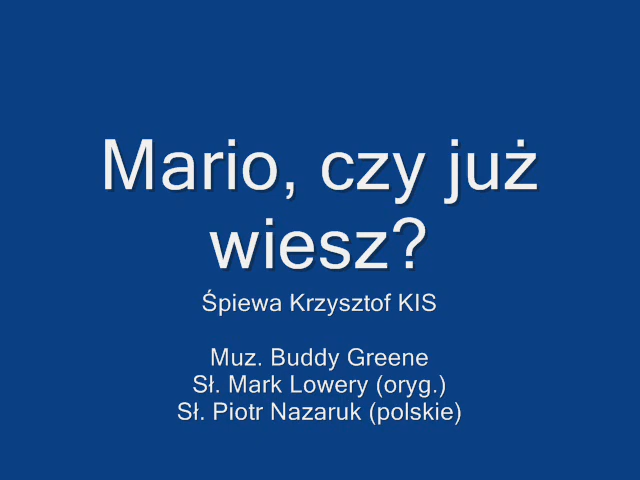 Mario, czy już
wiesz?
Śpiewa Krzysztof KIS
Muz. Buddy Greene
Sł. Mark Lowery (oryg.)
Sł. Piotr Nazaruk (polskie)